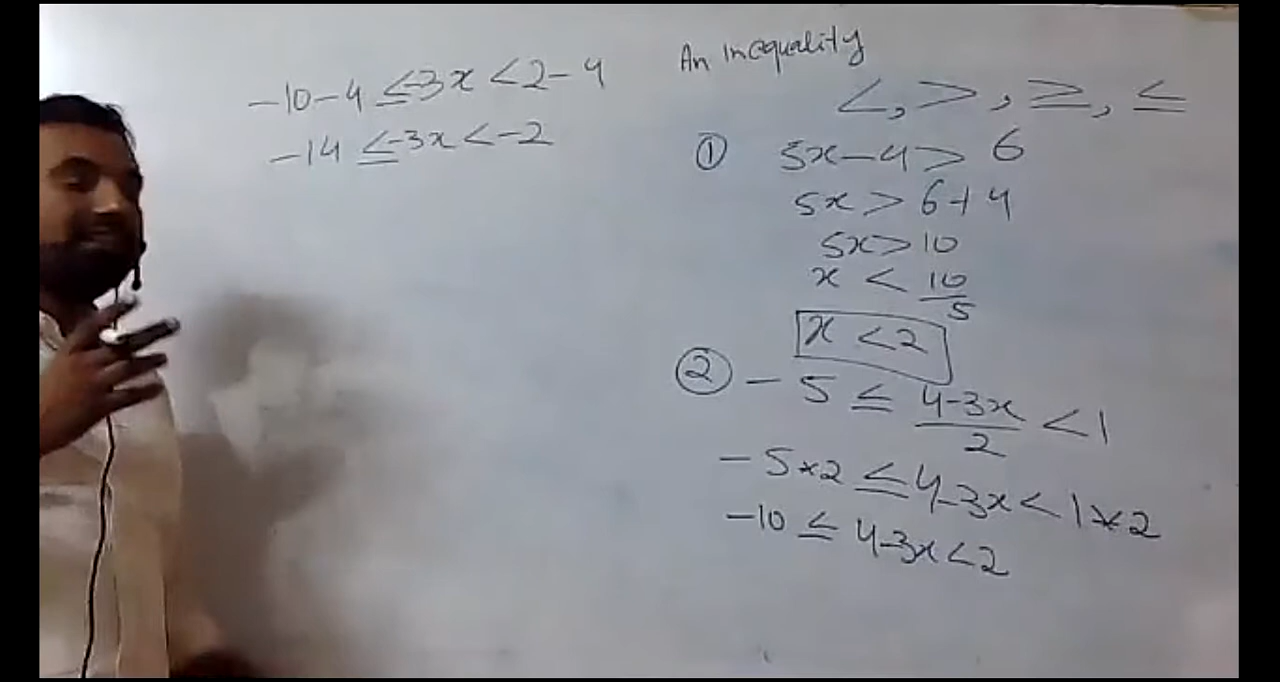 An Inequality
<, >, ≥, ≤
① 5x-4> 6
5x > 6+4
5x>10
x < 10/5
x <2
② -5 ≤ 4-3x/2 <1
-5*2 ≤ 4-3x < 1*2
-10 ≤ 4-3x<2
-10-4 ≤-3x <2-4
-14 ≤-3x <-2